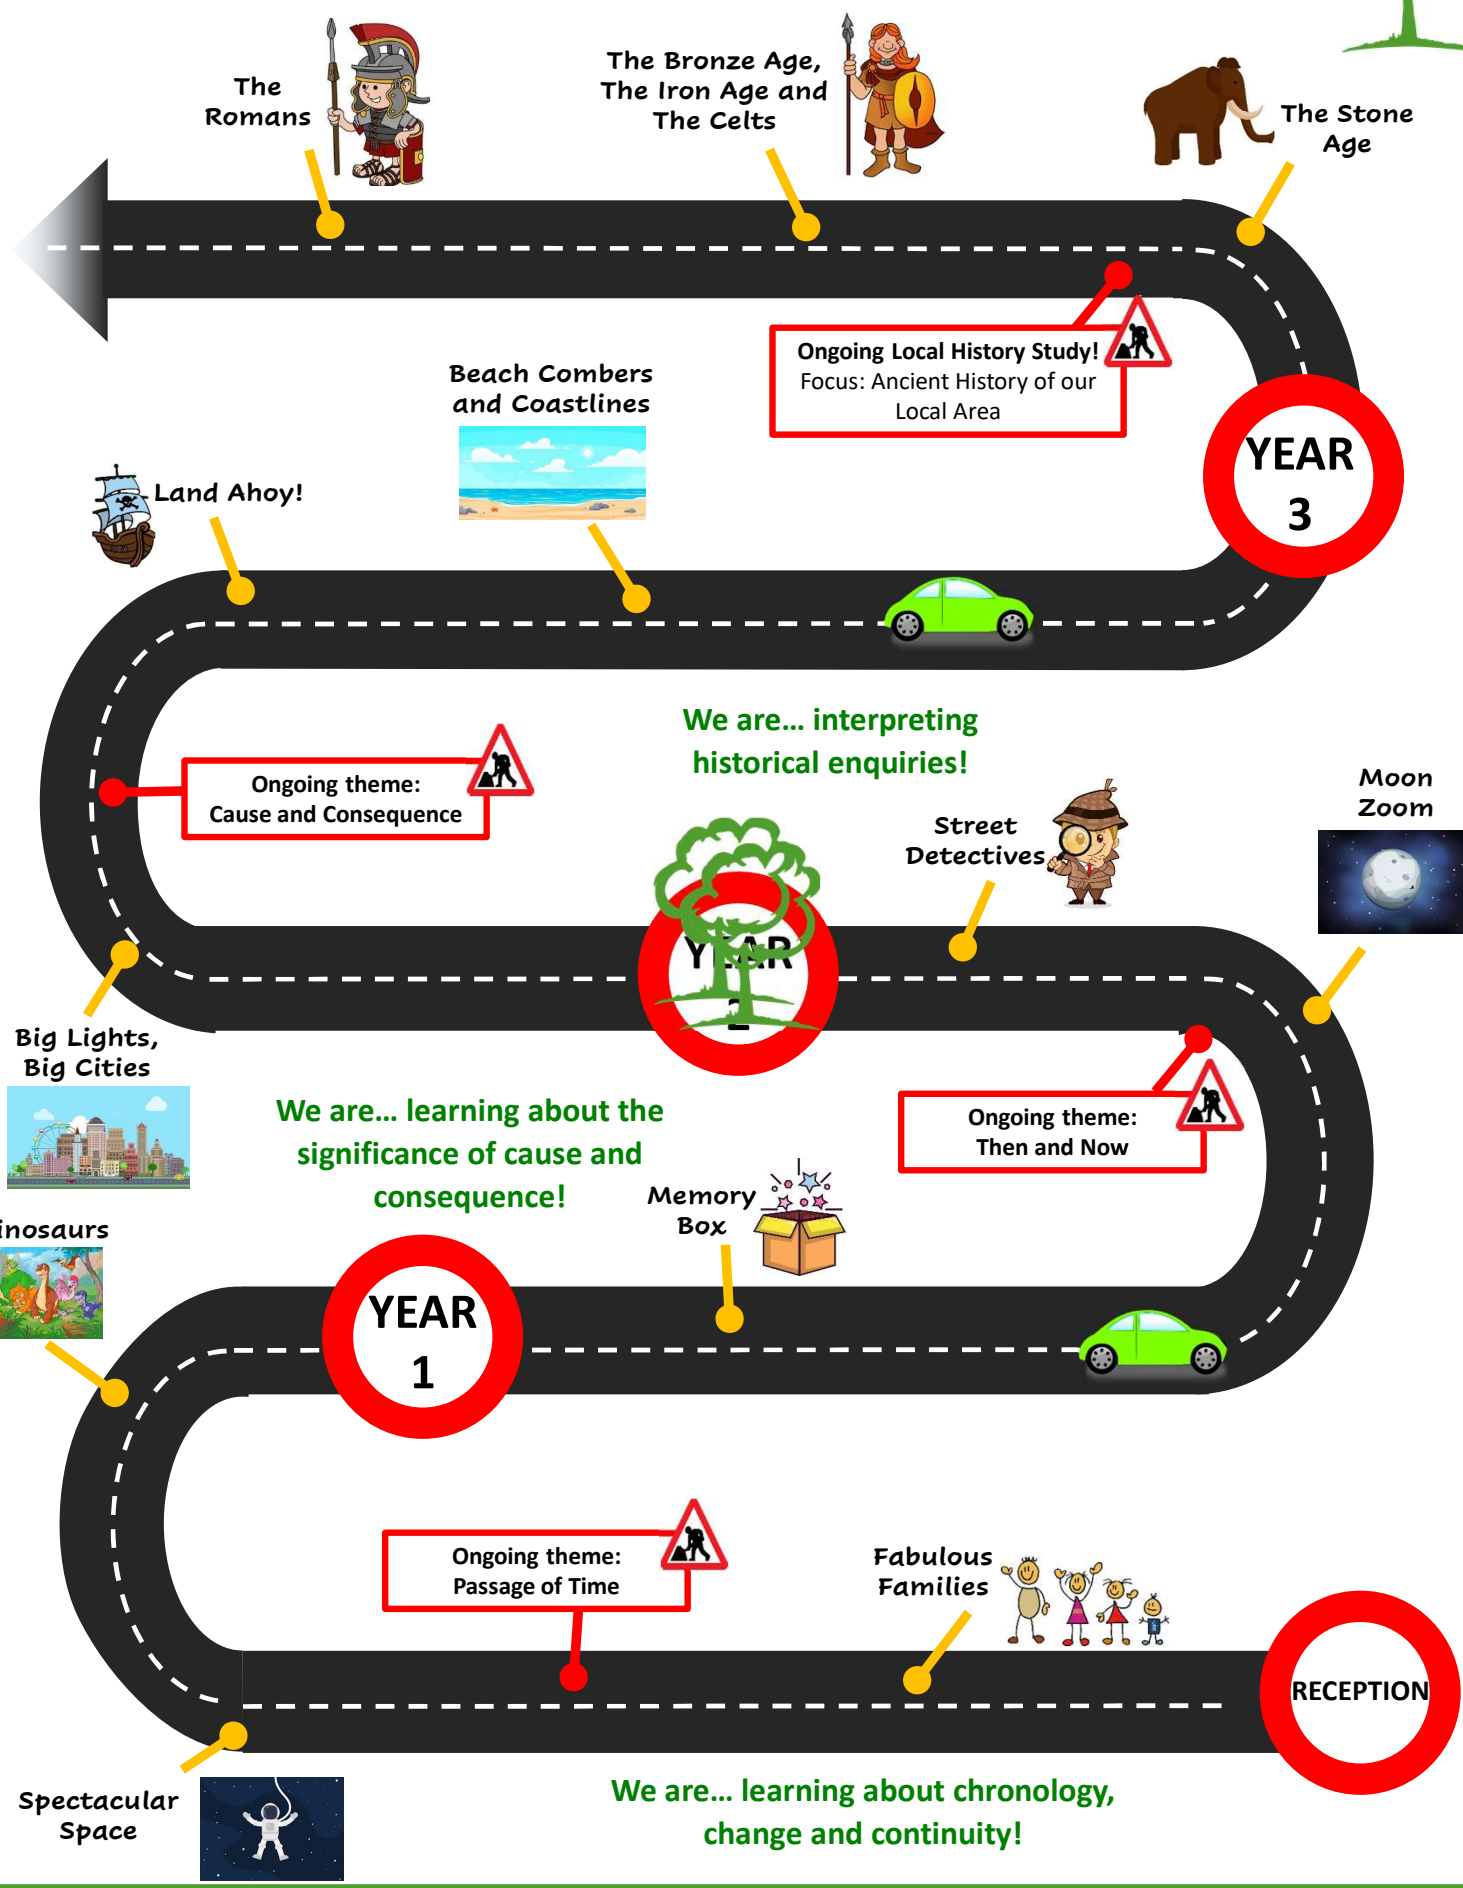 The
Romans
The Bronze Age,
The Iron Age and
The Celts
The Stone
Age
Ongoing Local History Study!
Focus: Ancient History of our
Local Area
Beach Combers
and Coastlines
YEAR
3
Land Ahoy!
We are... interpreting
historical enquiries!
Ongoing theme:
Cause and Consequence
Moon
Zoom
Street
Detectives
YEAR
2
Big Lights,
Big Cities
We are... learning about the
significance of cause and
consequence!
Ongoing theme:
Then and Now
Memory
Box
inosaurs
YEAR
1
Ongoing theme:
Passage of Time
Fabulous
Families
RECEPTION
Spectacular
Space
We are... learning about chronology,
change and continuity!